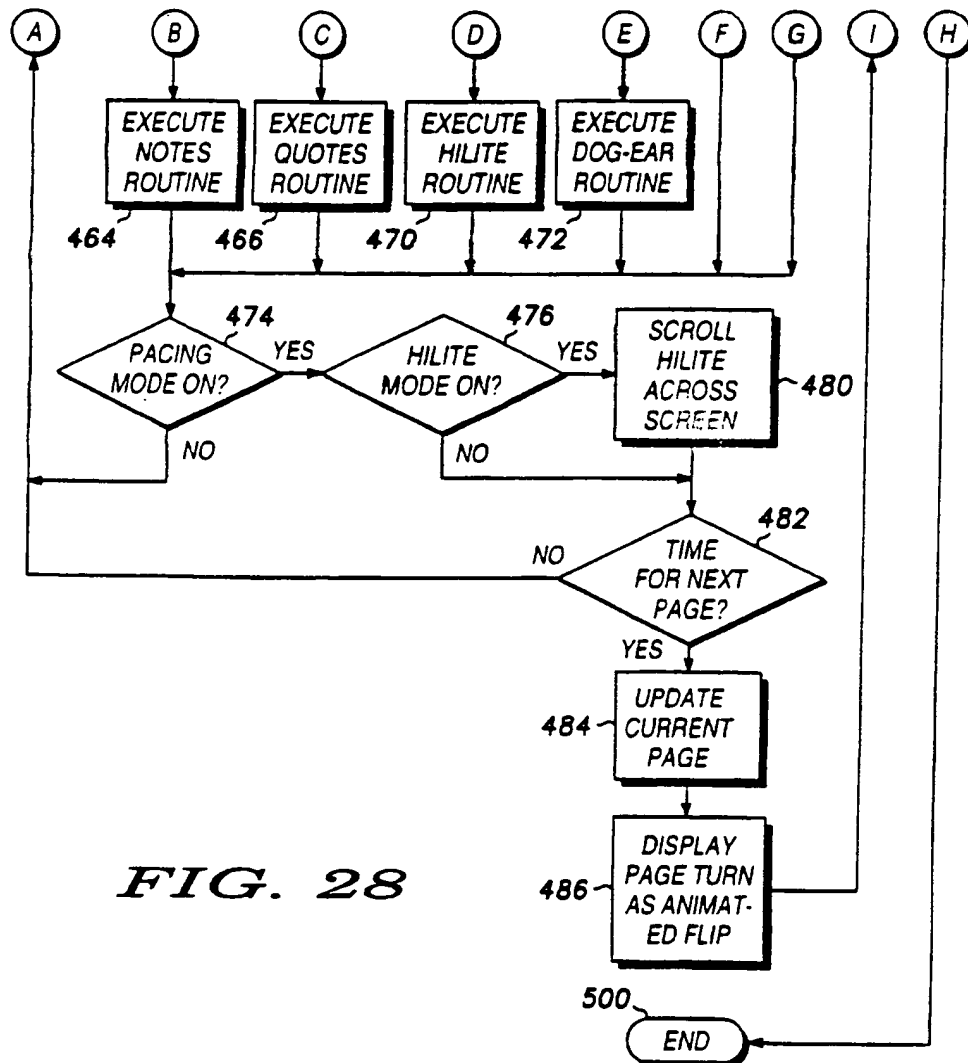 A B C D E F G I H
EXECUTE
NOTES
ROUTINE
464
EXECUTE
QUOTES
ROUTINE
466
EXECUTE
HILITE
ROUTINE
470
EXECUTE
DOG-EAR
ROUTINE
472
PACING
MODE ON?
474
YES
NO
HILITE
MODE ON?
476
YES
NO
SCROLL
HILITE
ACROSS
SCREEN
480
TIME
FOR NEXT
PAGE?
482
NO
YES
UPDATE
CURRENT
PAGE
484
DISPLAY
PAGE TURN
AS ANIMAT-
ED FLIP
486
FIG. 28
500
END